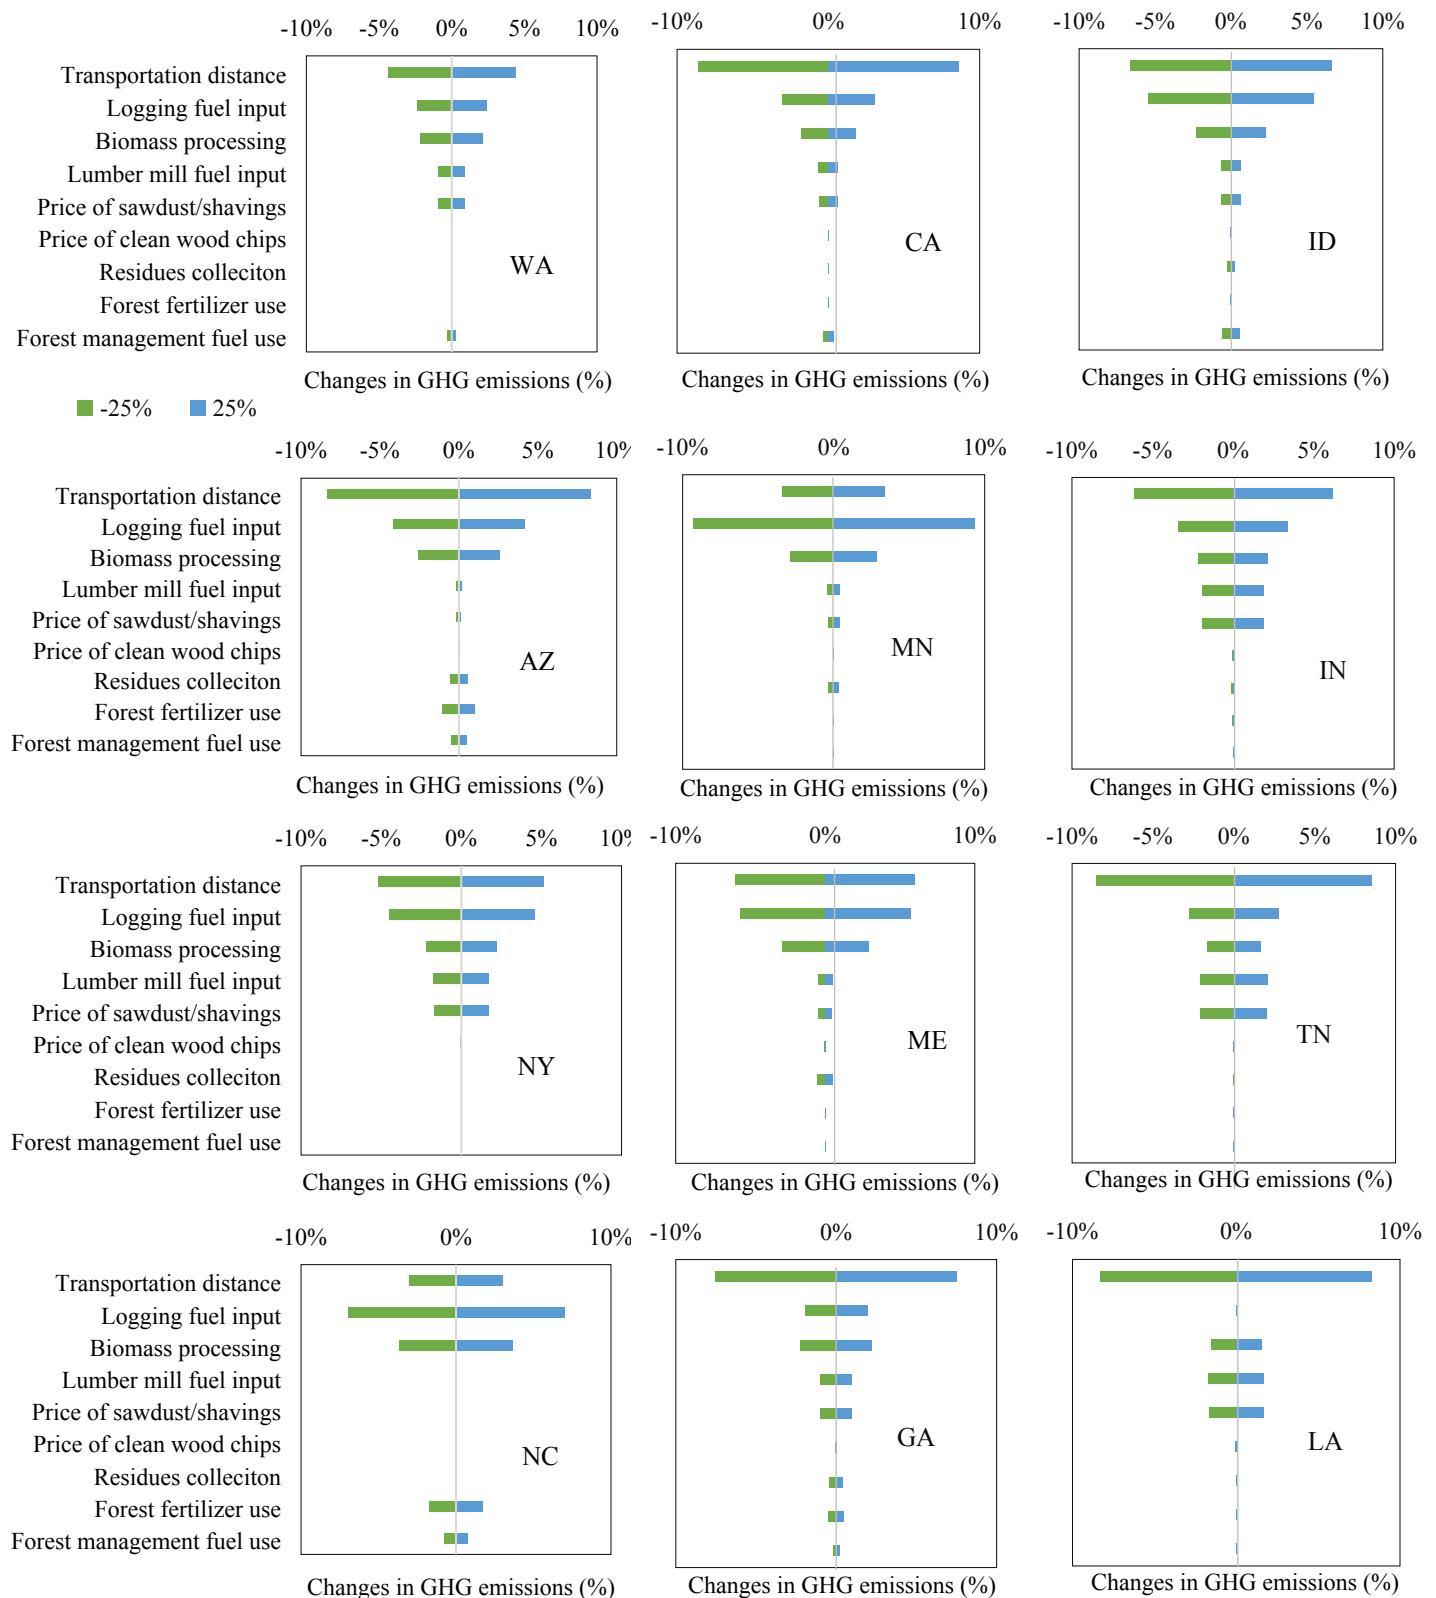 -10% -5% 0% 5% 10%
-10% 0% 10%
-10% -5% 0% 5% 10%
Transportation distance
Logging fuel input
Biomass processing
Lumber mill fuel input
Price of sawdust/shavings
Price of clean wood chips
Residues colleciton
Forest fertilizer use
Forest management fuel use
WA
CA
ID
Changes in GHG emissions (%)
Changes in GHG emissions (%)
Changes in GHG emissions (%)
-25% 25%
-10% -5% 0% 5% 10%
-10% 0% 10%
-10% -5% 0% 5% 10%
Transportation distance
Logging fuel input
Biomass processing
Lumber mill fuel input
Price of sawdust/shavings
Price of clean wood chips
Residues colleciton
Forest fertilizer use
Forest management fuel use
AZ
MN
IN
Changes in GHG emissions (%)
Changes in GHG emissions (%)
Changes in GHG emissions (%)
-10% -5% 0% 5% 10%
-10% 0% 10%
-10% -5% 0% 5% 10%
Transportation distance
Logging fuel input
Biomass processing
Lumber mill fuel input
Price of sawdust/shavings
Price of clean wood chips
Residues colleciton
Forest fertilizer use
Forest management fuel use
NY
ME
TN
Changes in GHG emissions (%)
Changes in GHG emissions (%)
Changes in GHG emissions (%)
-10% 0% 10%
-10% 0% 10%
-10% 0% 10%
Transportation distance
Logging fuel input
Biomass processing
Lumber mill fuel input
Price of sawdust/shavings
Price of clean wood chips
Residues colleciton
Forest fertilizer use
Forest management fuel use
NC
GA
LA
Changes in GHG emissions (%)
Changes in GHG emissions (%)
Changes in GHG emissions (%)